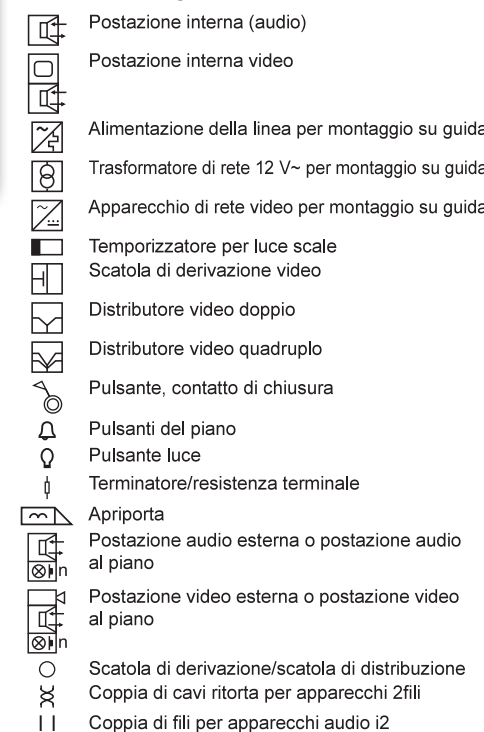 Postazione interna (audio)
Postazione interna video
Alimentazione della linea per montaggio su guida
Trasformatore di rete 12 V~ per montaggio su guida
Apparecchio di rete video per montaggio su guida
Temporizzatore per luce scale
Scatola di derivazione video
Distributore video doppio
Distributore video quadruplo
Pulsante, contatto di chiusura
Pulsanti del piano
Pulsante luce
Terminatore/resistenza terminale
Apriporta
Postazione audio esterna o postazione audio
al piano
n
Postazione video esterna o postazione video
al piano
n
Scatola di derivazione/scatola di distribuzione
Coppia di cavi ritorta per apparecchi 2fili
Coppia di fili per apparecchi audio i2